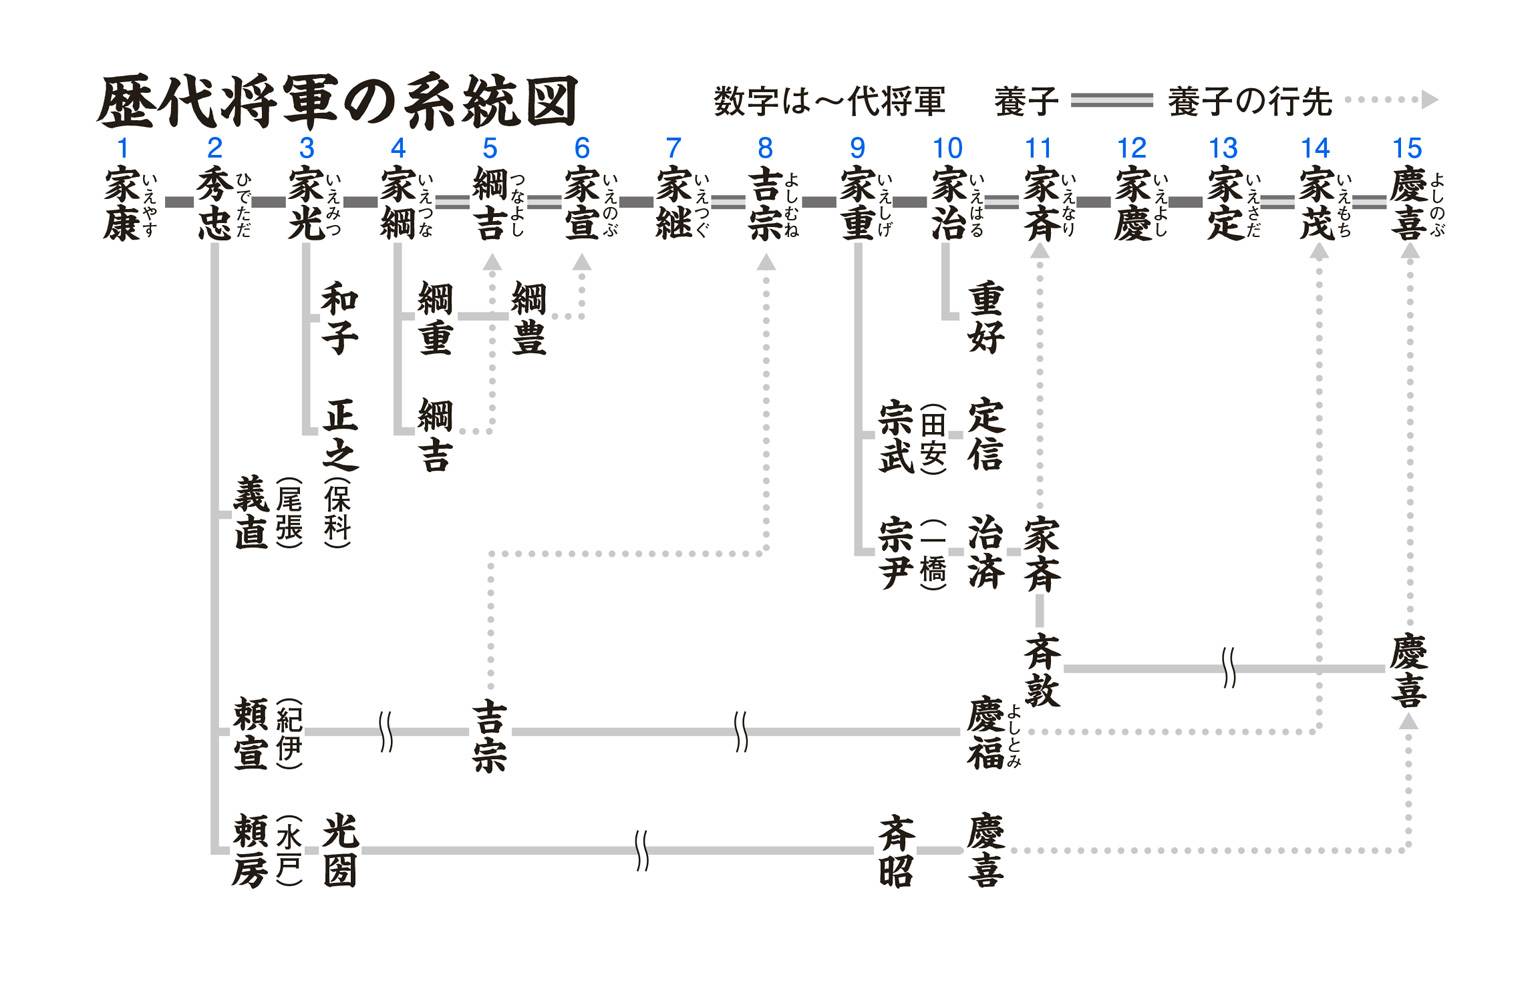 歴代将軍の系統図
数字は〜代将軍 養子 養子の行先
1 2 3 4 5 6 7 8 9 10 11 12 13 14 15
家康 いえやす
秀忠 ひでただ
家光 いえみつ
家綱 いえつな
綱吉 つなよし
家宣 いえのぶ
家継 いえつぐ
吉宗 よしむね
家重 いえしげ
家治 いえはる
家斉 いえなり
家慶 いえよし
家定 いえさだ
家茂 いえもち
慶喜 よしのぶ
和子
綱重
綱豊
重好
正之
(保科)
綱吉
宗武
(田安)
定信
義直
(尾張)
宗尹
(一橋)
治済
家斉
斉敦
慶喜
頼宣
(紀伊)
吉宗
慶福 よしとみ
頼房
(水戸)
光圀
斉昭
慶喜